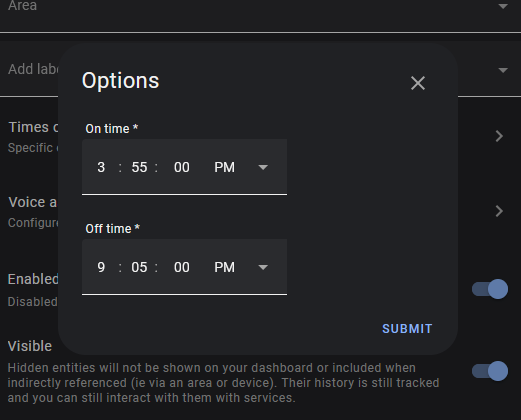 Area
Add labe
Options
On time *
3 : 55 : 00 PM
Times o
Specific e
Voice a
Configure
Off time *
9 : 05 : 00 PM
Enabled
Disabled
SUBMIT
Visible
Hidden entities will not be shown on your dashboard or included when
indirectly referenced (ie via an area or device). Their history is still tracked
and you can still interact with them with services.